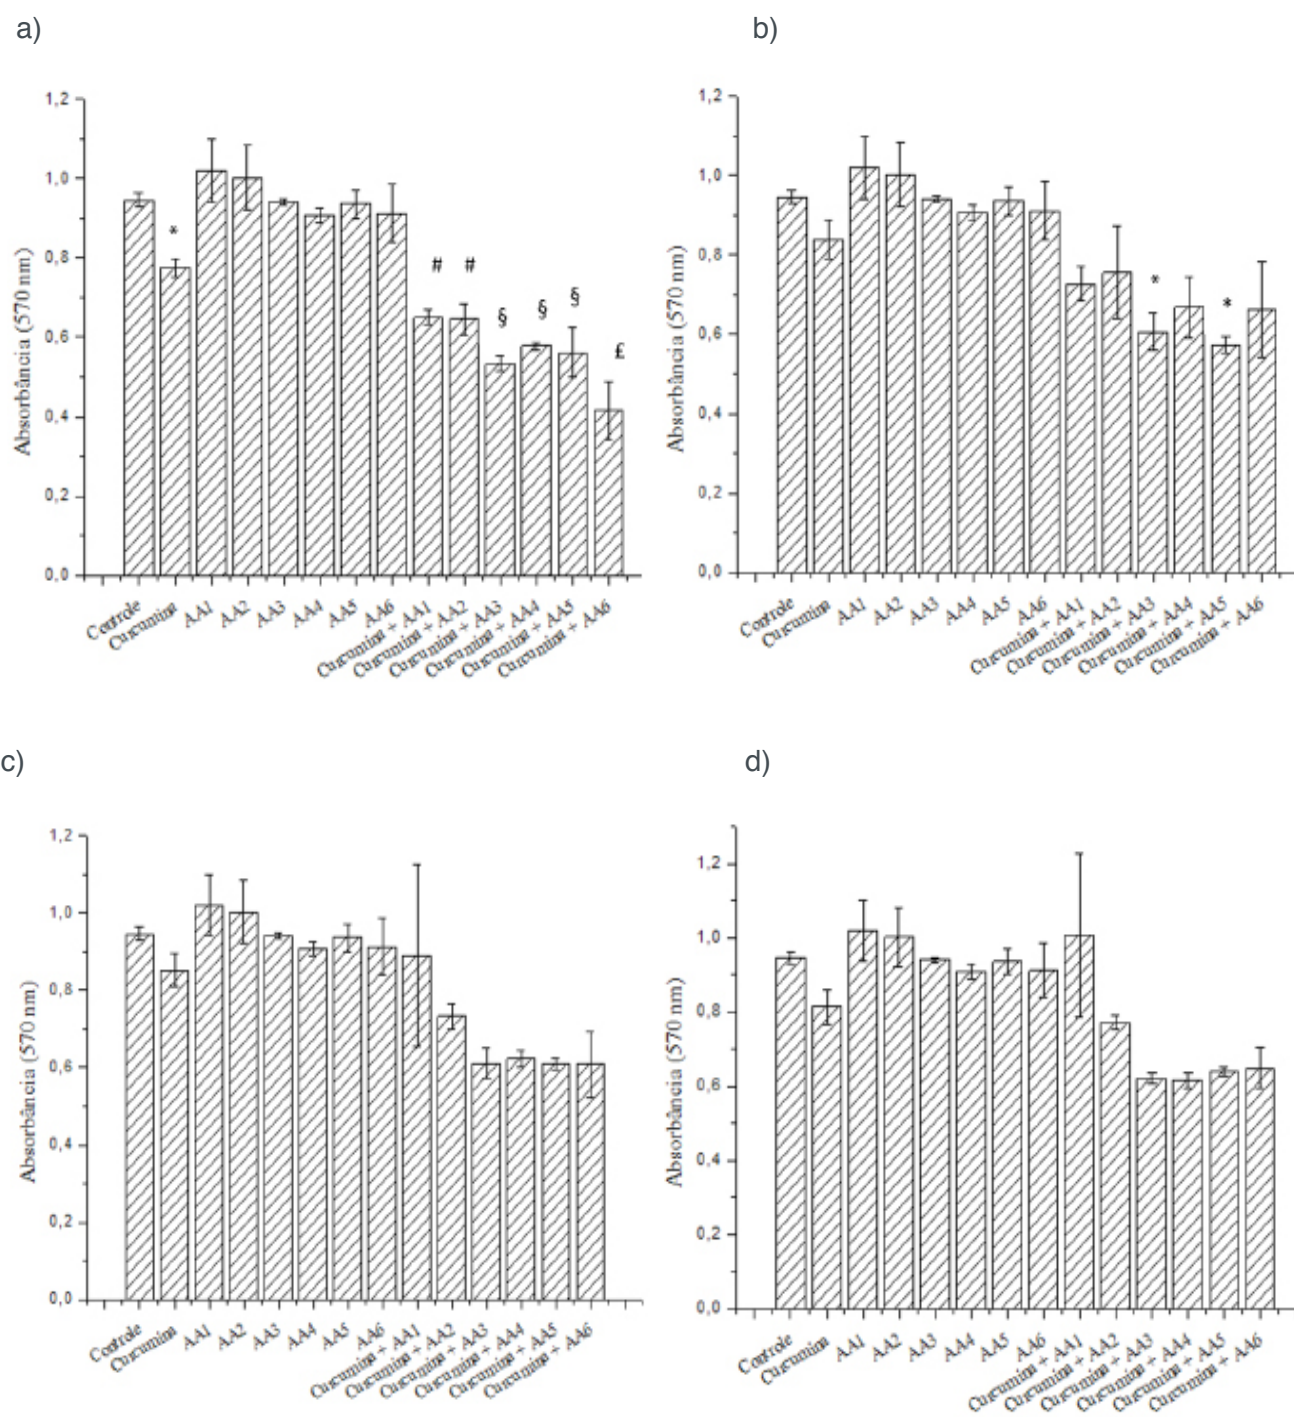 a)
1,2
1,0
0,8
0,6
0,4
0,2
0,0
Absorbância (570 nm)
*
#
#
§
§
§
£
Controle
Curcumina
AA1
AA2
AA3
AA4
AA5
AA6
Curcumina + AA1
Curcumina + AA2
Curcumina + AA3
Curcumina + AA4
Curcumina + AA5
Curcumina + AA6
b)
1,2
1,0
0,8
0,6
0,4
0,2
0,0
Absorbância (570 nm)
*
*
Controle
Curcumina
AA1
AA2
AA3
AA4
AA5
AA6
Curcumina + AA1
Curcumina + AA2
Curcumina + AA3
Curcumina + AA4
Curcumina + AA5
Curcumina + AA6
c)
1,2
1,0
0,8
0,6
0,4
0,2
0,0
Absorbância (570 nm)
Controle
Curcumina
AA1
AA2
AA3
AA4
AA5
AA6
Curcumina + AA1
Curcumina + AA2
Curcumina + AA3
Curcumina + AA4
Curcumina + AA5
Curcumina + AA6
d)
1,2
1,0
0,8
0,6
0,4
0,2
0,0
Absorbância (570 nm)
Controle
Curcumina
AA1
AA2
AA3
AA4
AA5
AA6
Curcumina + AA1
Curcumina + AA2
Curcumina + AA3
Curcumina + AA4
Curcumina + AA5
Curcumina + AA6